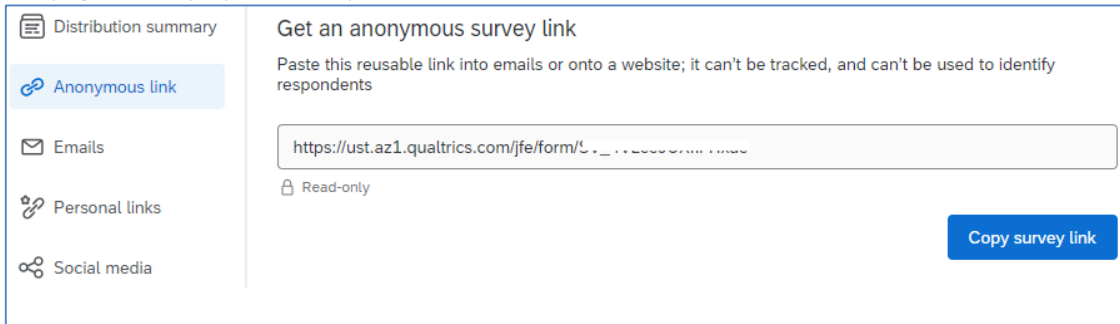 Distribution summary
Anonymous link
Emails
Personal links
Social media
Get an anonymous survey link
Paste this reusable link into emails or onto a website; it can't be tracked, and can't be used to identify
respondents
https://ust.az1.qualtrics.com/jfe/form/
Read-only
Copy survey link